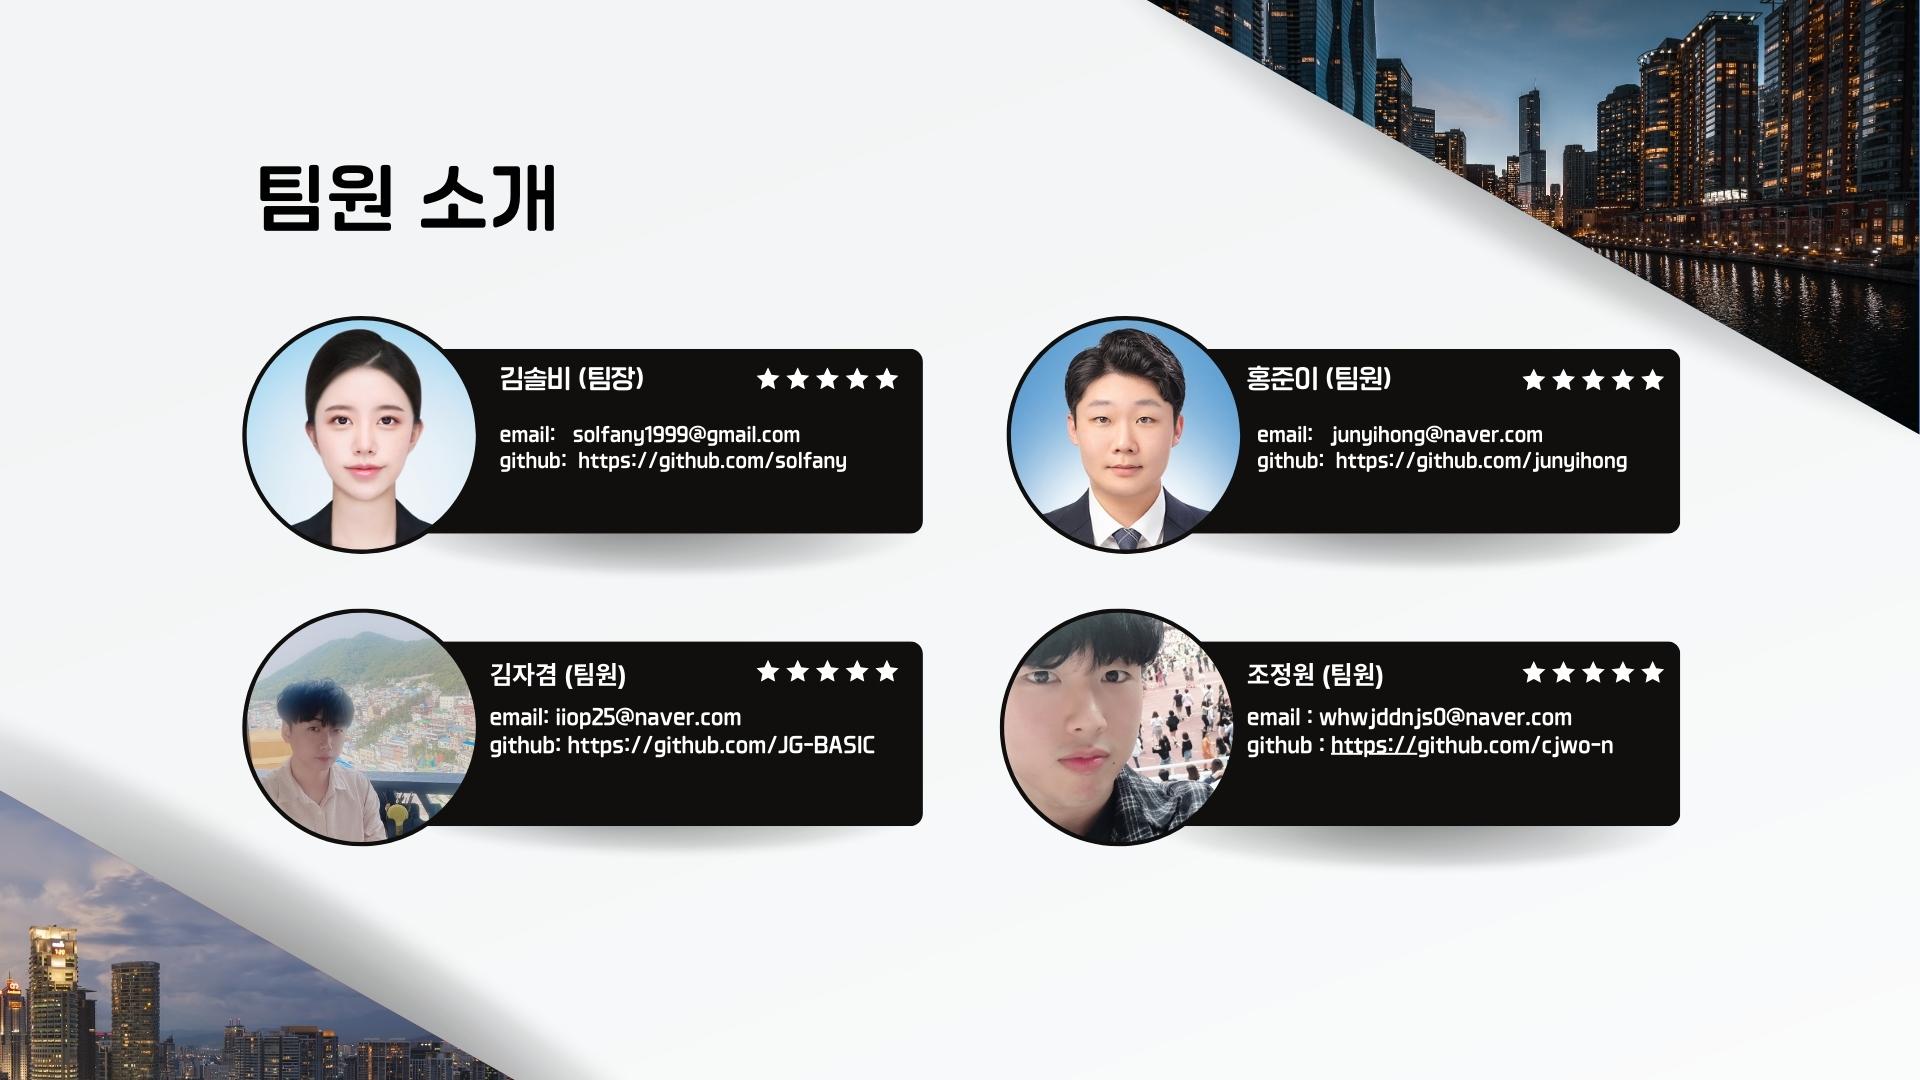 팀원 소개
김솔비 (팀장) ★★★★★
email: solfany1999@gmail.com
github: https://github.com/solfany
홍준이 (팀원) ★★★★★
email: junyihong@naver.com
github: https://github.com/junyihong
김자겸 (팀원) ★★★★★
email: iiop25@naver.com
github: https://github.com/JG-BASIC
조정원 (팀원) ★★★★★
email : whwjddnjs0@naver.com
github : https://github.com/cjwo-n